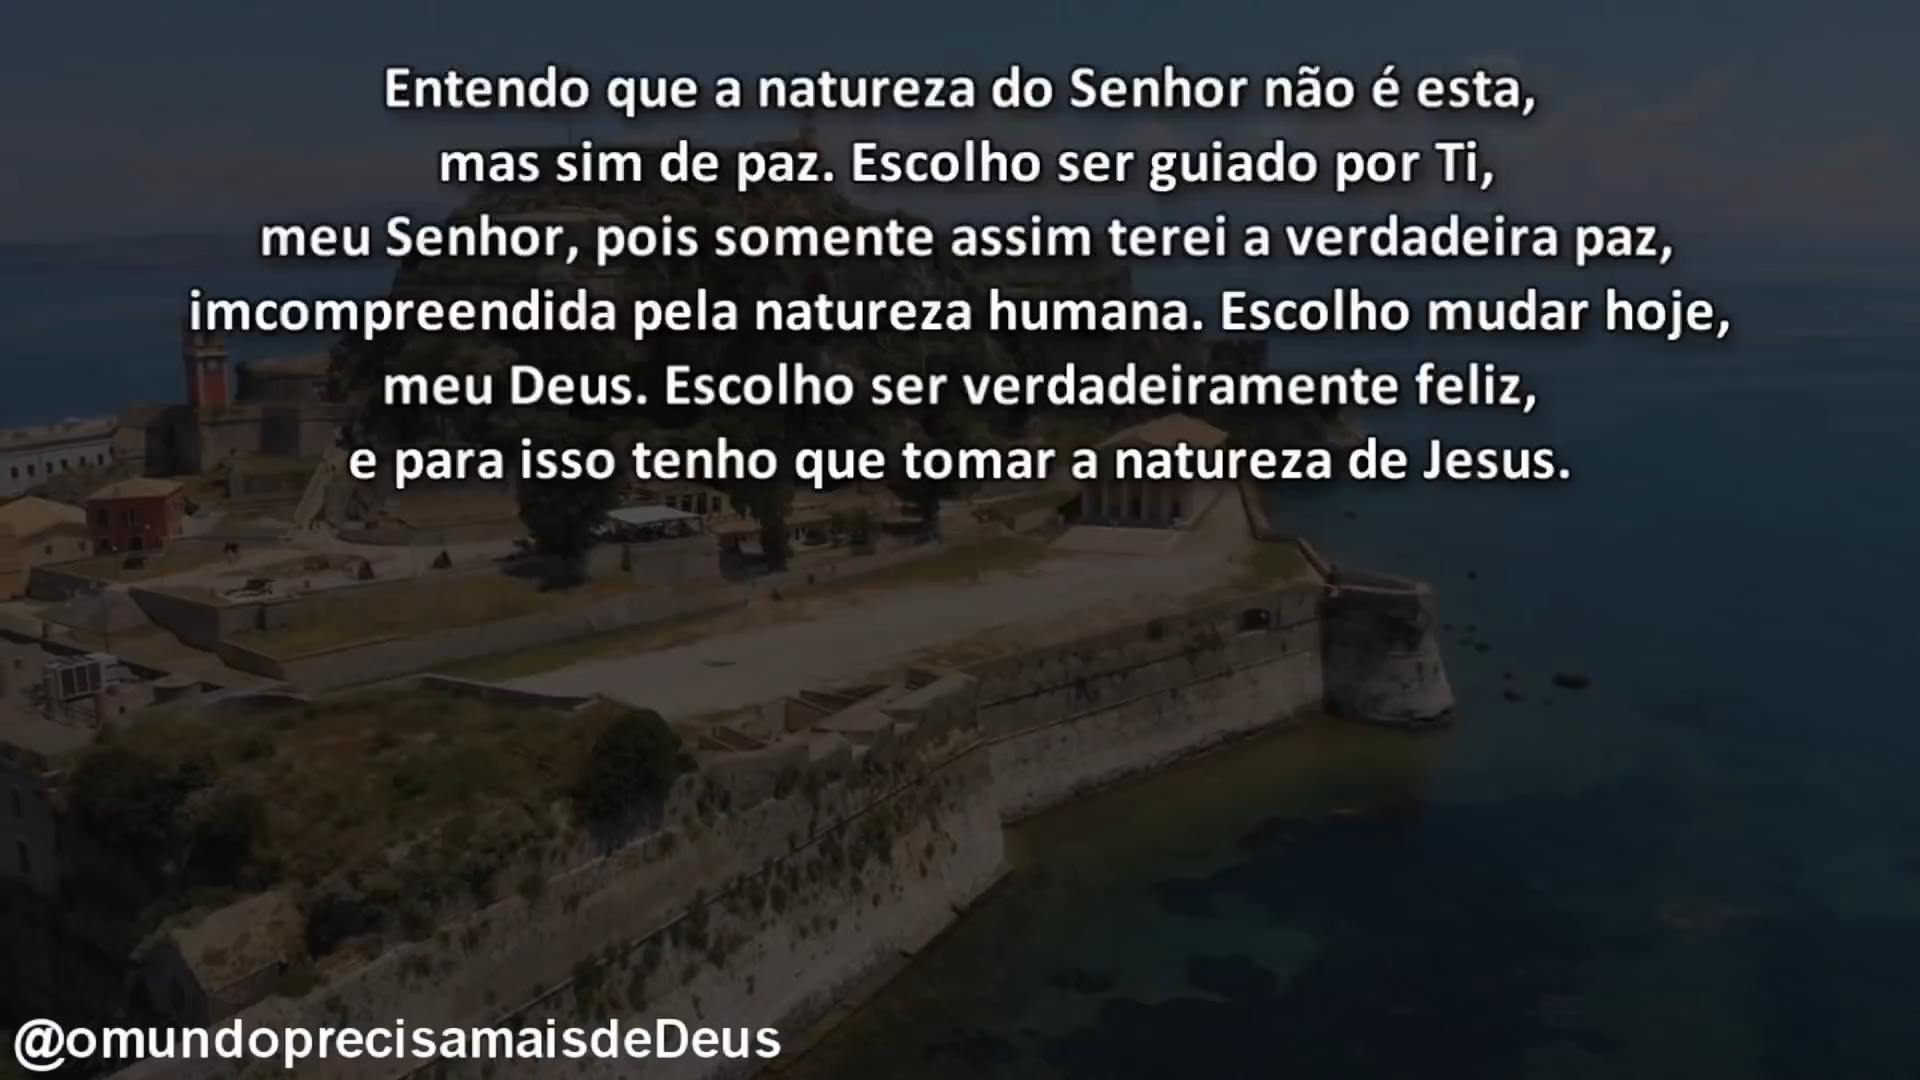 Entendo que a natureza do Senhor não é esta,
mas sim de paz. Escolho ser guiado por Ti,
meu Senhor, pois somente assim terei a verdadeira paz,
imcompreendida pela natureza humana. Escolho mudar hoje,
meu Deus. Escolho ser verdadeiramente feliz,
e para isso tenho que tomar a natureza de Jesus.
@omundoprecisamaisdeDeus